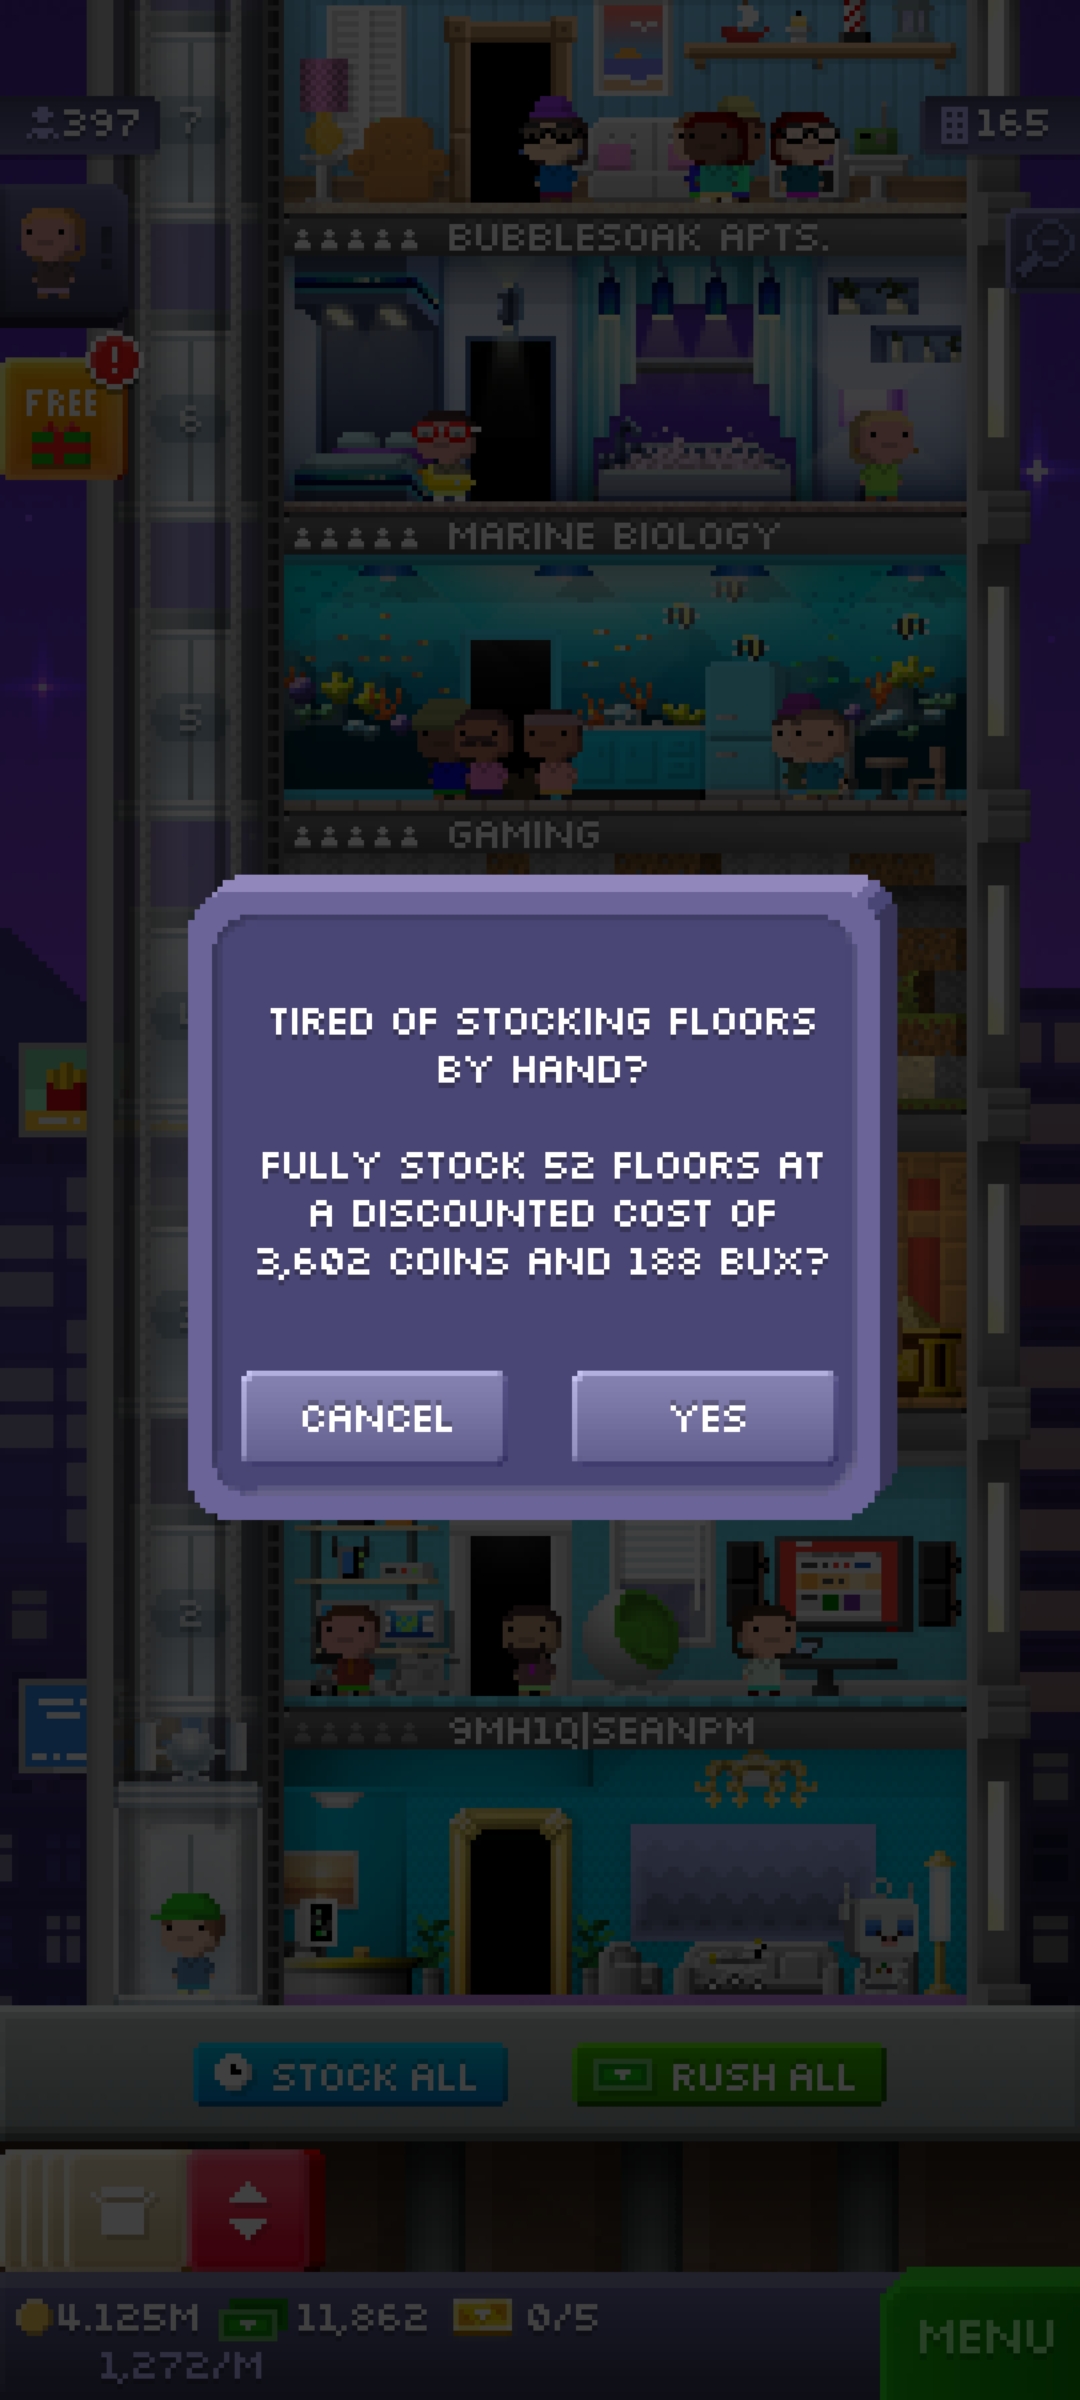 397
7
165
BUBBLESOAK APTS.
FREE
!
6
MARINE BIOLOGY
5
GAMING
TIRED OF STOCKING FLOORS
BY HAND?
FULLY STOCK 52 FLOORS AT
A DISCOUNTED COST OF
3,602 COINS AND 188 BUX?
CANCEL
YES
2
9MH1Q|SEANPM
STOCK ALL
RUSH ALL
4.125M
11,862
0/5
1,272/M
MENU